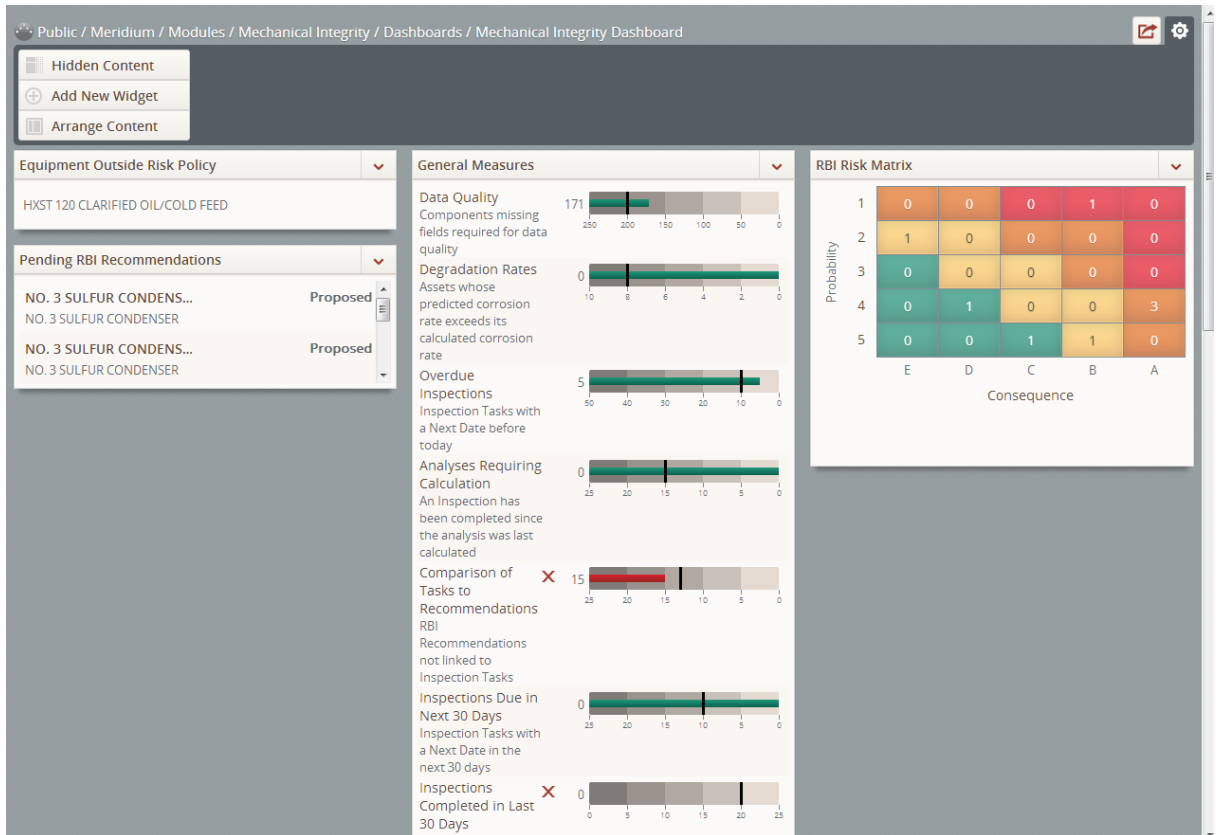 Public / Meridium / Modules / Mechanical Integrity / Dashboards / Mechanical Integrity Dashboard
Hidden Content
Add New Widget
Arrange Content
Equipment Outside Risk Policy
HXST 120 CLARIFIED OIL/COLD FEED
Pending RBI Recommendations
NO. 3 SULFUR CONDENS... Proposed
NO. 3 SULFUR CONDENSER
NO. 3 SULFUR CONDENS... Proposed
NO. 3 SULFUR CONDENSER
General Measures
Data Quality
Components missing
fields required for data
quality
171
250 200 150 100 50 0
Degradation Rates
Assets whose
predicted corrosion
rate exceeds its
calculated corrosion
rate
0
10 8 6 4 2 0
Overdue
Inspections
Inspection Tasks with
a Next Date before
today
5
50 40 30 20 10 0
Analyses Requiring
Calculation
An Inspection has
been completed since
the analysis was last
calculated
0
25 20 15 10 5 0
Comparison of
Tasks to
Recommendations
RBI
Recommendations
not linked to
Inspection Tasks
15
25 20 15 10 5 0
Inspections Due in
Next 30 Days
Inspection Tasks with
a Next Date in the
next 30 days
0
25 20 15 10 5 0
Inspections
Completed in Last
30 Days
0
0 5 10 15 20 25
RBI Risk Matrix
Probability
1 0 0 0 1 0
2 1 0 0 0 0
3 0 0 0 0 0
4 0 1 0 0 3
5 0 0 1 1 0
E D C B A
Consequence